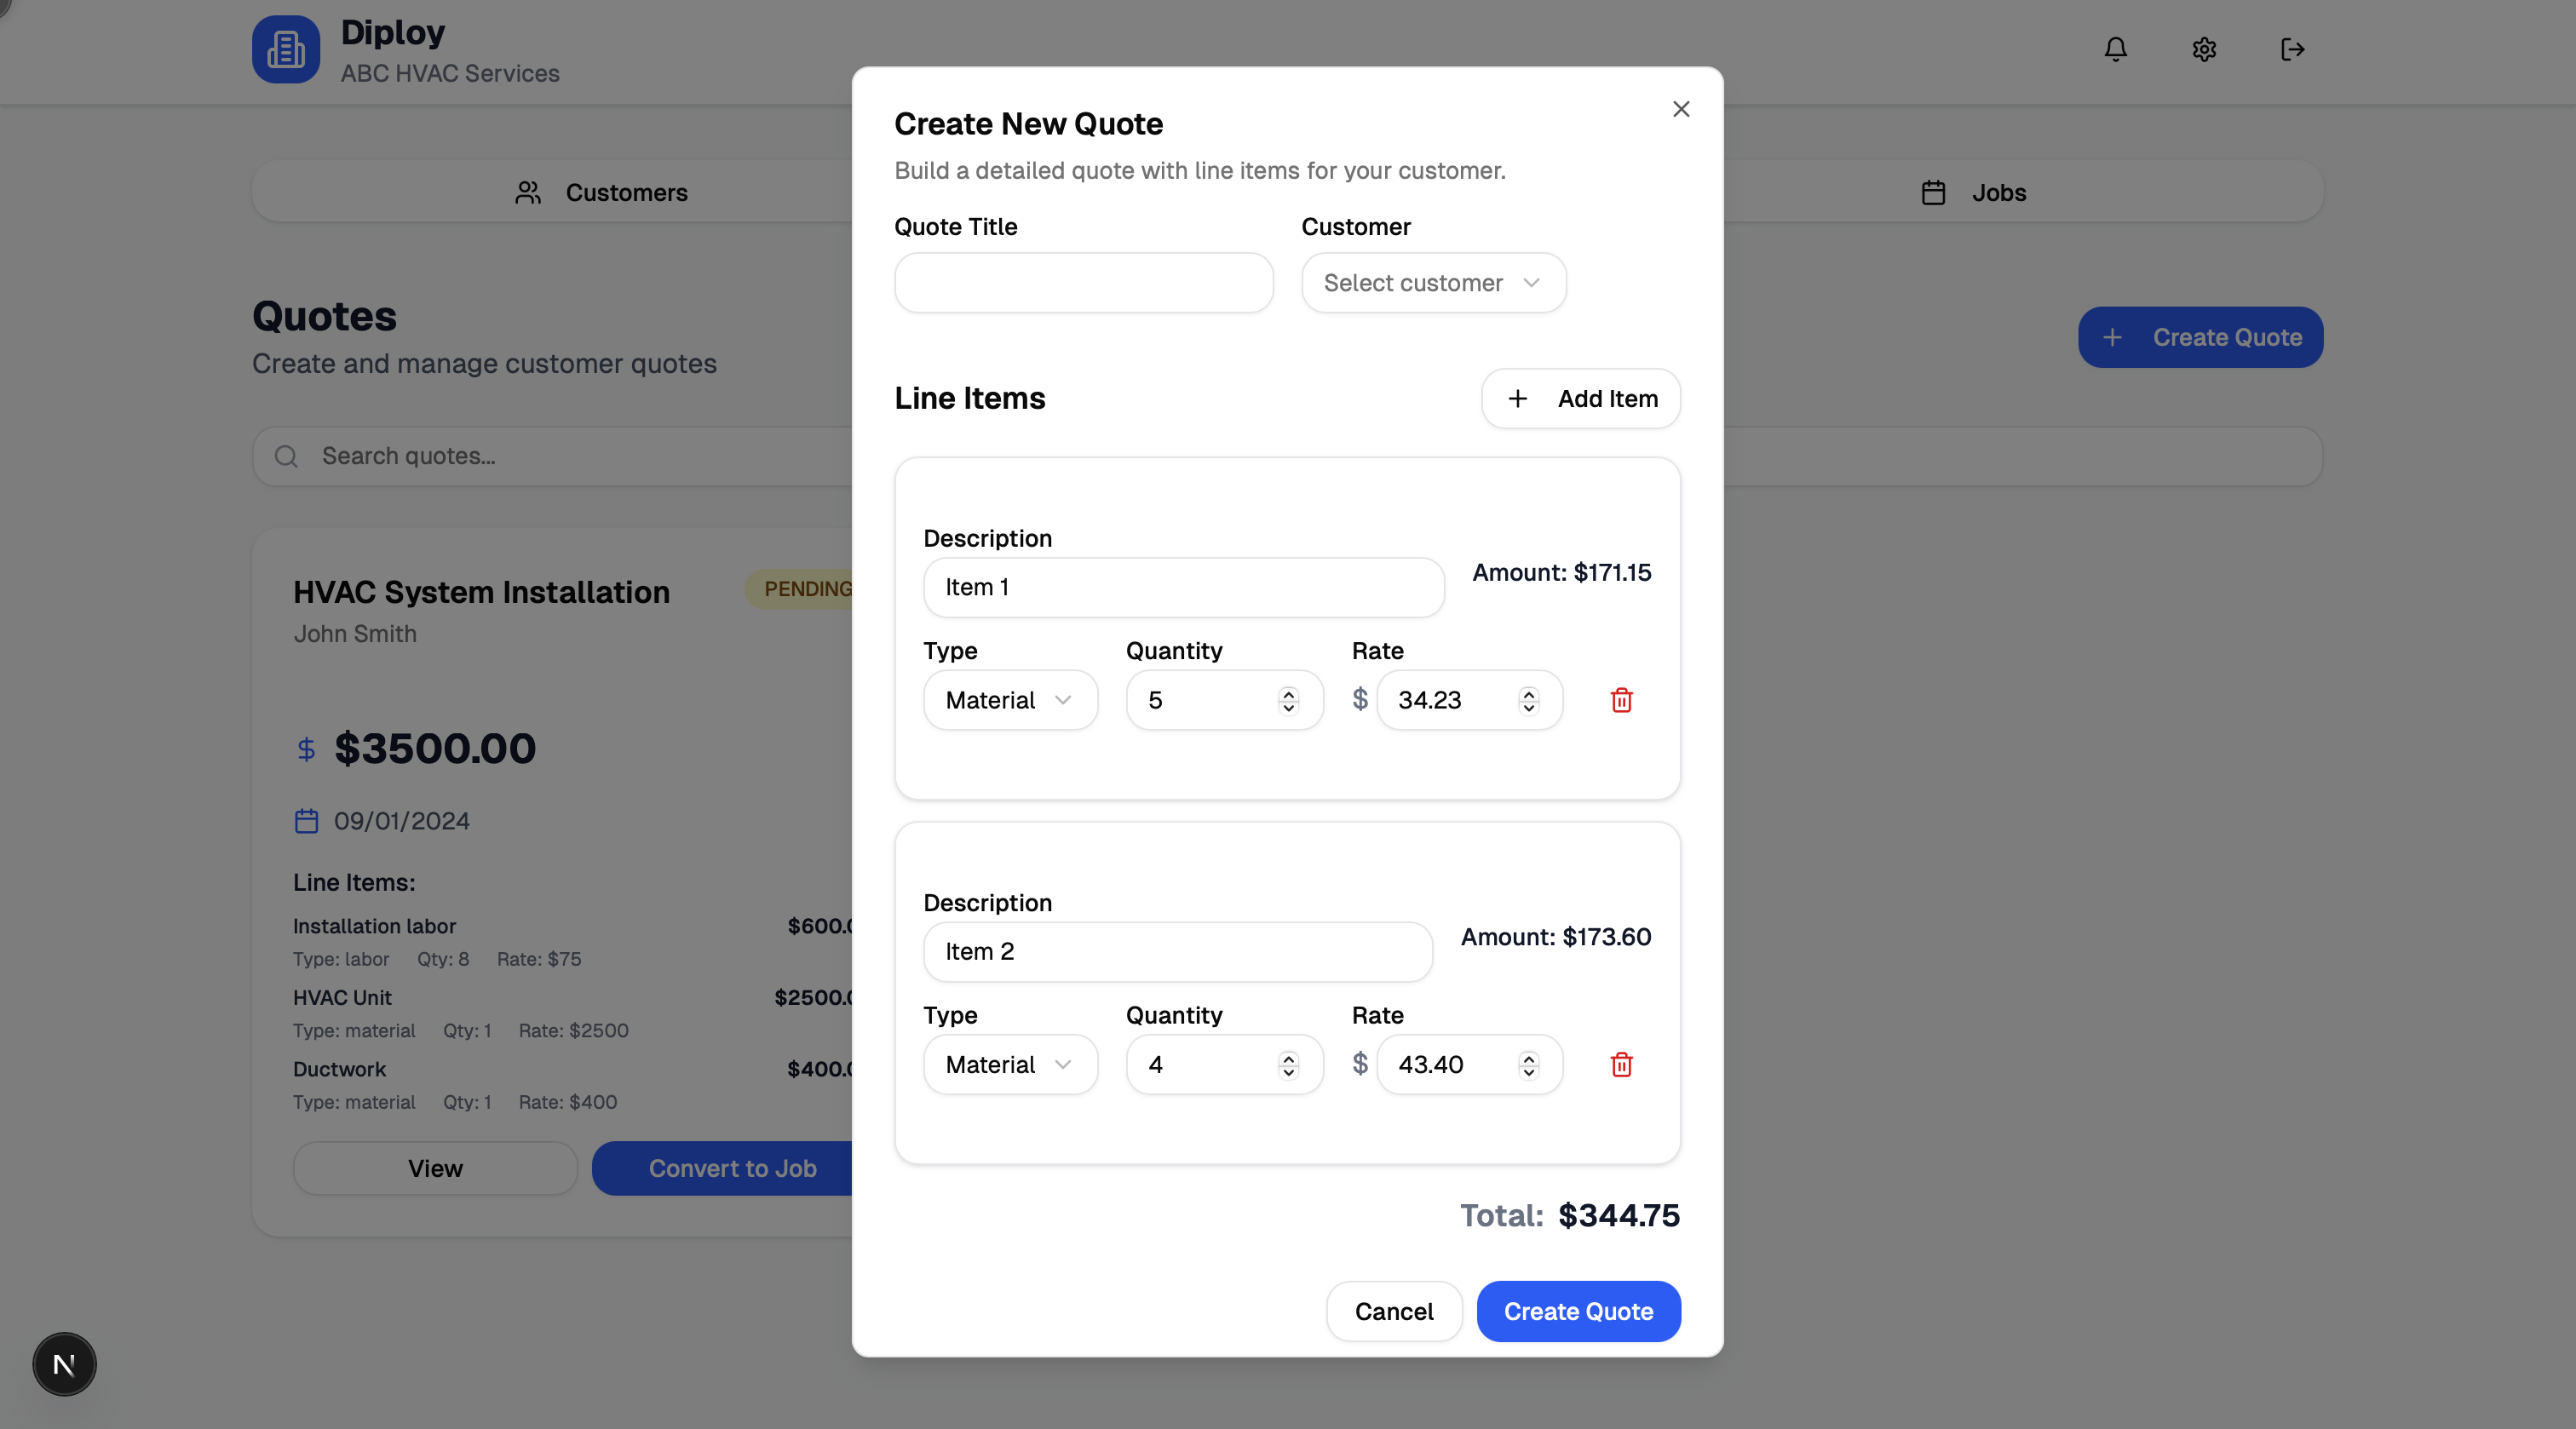 Diploy
ABC HVAC Services
Customers
Jobs
Quotes
Create and manage customer quotes
Create Quote
Search quotes...
HVAC System Installation
PENDING
John Smith
$3500.00
09/01/2024
Line Items:
Installation labor $600.0
Type: labor Qty: 8 Rate: $75
HVAC Unit $2500.0
Type: material Qty: 1 Rate: $2500
Ductwork $400.0
Type: material Qty: 1 Rate: $400
View
Convert to Job
N
Create New Quote
Build a detailed quote with line items for your customer.
Quote Title
Customer
Select customer
Line Items
Add Item
Description
Item 1
Amount: $171.15
Type Quantity Rate
Material 5 $ 34.23
Description
Item 2
Amount: $173.60
Type Quantity Rate
Material 4 $ 43.40
Total: $344.75
Cancel
Create Quote